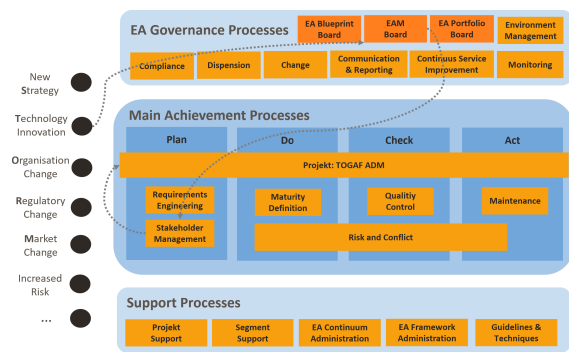 EA Governance Processes
EA Blueprint
Board
EAM
Board
EA Portfolio
Board
Environment
Management
Compliance
Dispension
Change
Communication
& Reporting
Continuous Service
Improvement
Monitoring
New
Strategy
Technology
Innovation
Organisation
Change
Regulatory
Change
Market
Change
Increased
Risk
...
Main Achievement Processes
Plan
Do
Check
Act
Projekt: TOGAF ADM
Requirements
Engineering
Maturity
Definition
Qualitiy
Control
Maintenance
Stakeholder
Management
Risk and Conflict
Support Processes
Projekt
Support
Segment
Support
EA Continuum
Administration
EA Framework
Administration
Guidelines &
Techniques